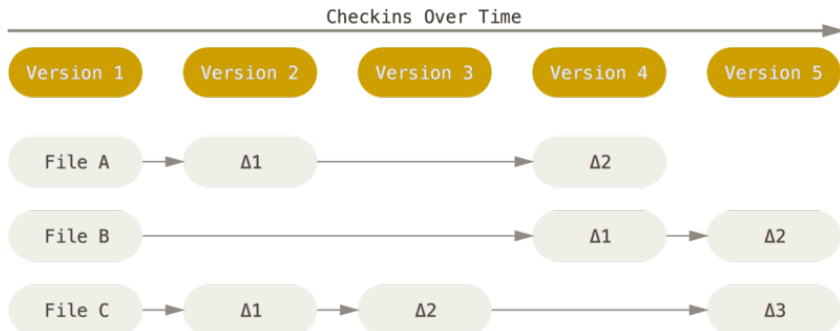 Checkins Over Time
Version 1 Version 2 Version 3 Version 4 Version 5
File A Δ1 Δ2
File B Δ1 Δ2
File C Δ1 Δ2 Δ3